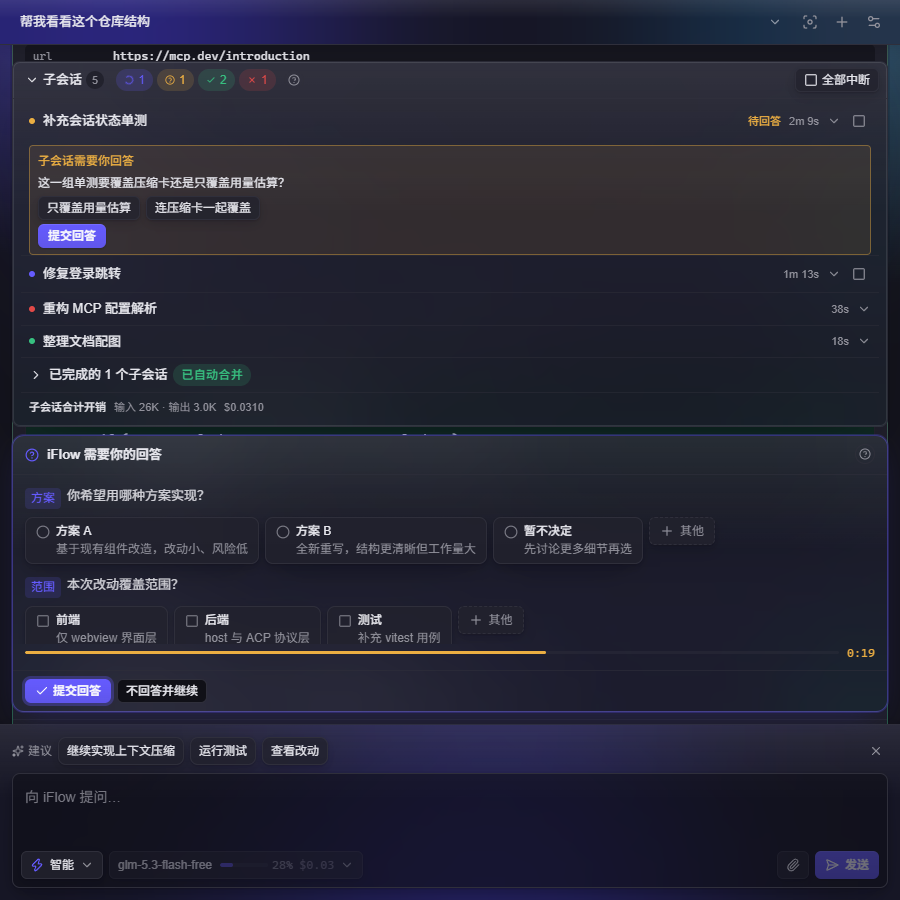 帮我看看这个仓库结构
url https://mcp.dev/introduction
子会话 5 1 1 2 1 全部中断
补充会话状态单测 待回答 2m 9s
子会话需要你回答
这一组单测要覆盖压缩卡还是只覆盖用量估算?
只覆盖用量估算 连压缩卡一起覆盖
提交回答
修复登录跳转 1m 13s
重构 MCP 配置解析 38s
整理文档配图 18s
已完成的 1 个子会话 已自动合并
子会话合计开销 输入 26K · 输出 3.0K $0.0310
iFlow 需要你的回答
方案 你希望用哪种方案实现?
方案 A 方案 B 暂不决定 其他
基于现有组件改造，改动小、风险低 全新重写，结构更清晰但工作量大 先讨论更多细节再选
范围 本次改动覆盖范围?
前端 后端 测试 其他
仅 webview 界面层 host 与 ACP 协议层 补充 vitest 用例
0:19
提交回答 不回答并继续
建议 继续实现上下文压缩 运行测试 查看改动
向 iFlow 提问…
智能 glm-5.3-flash-free 28% $0.03 发送